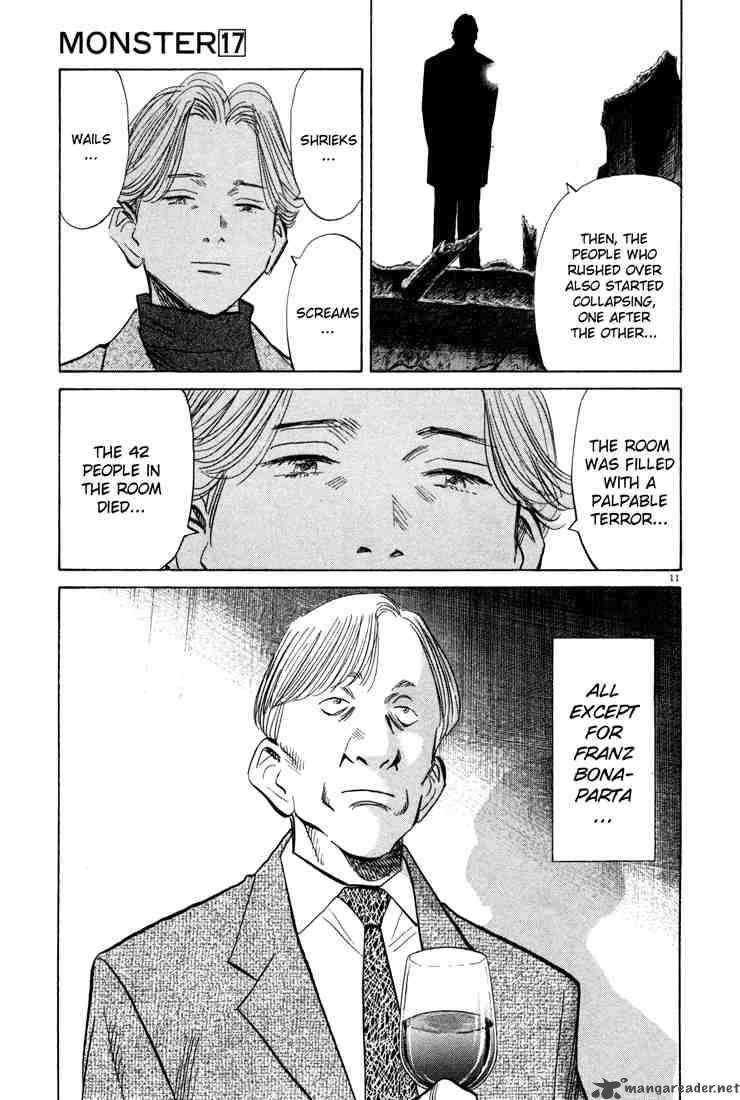 MONSTER 17
THEN, THE
PEOPLE WHO
RUSHED OVER
ALSO STARTED
COLLAPSING,
ONE AFTER
THE OTHER...
SHRIEKS
...
SCREAMS
...
WAILS
...
THE ROOM
WAS FILLED
WITH A
PALPABLE
TERROR...
THE 42
PEOPLE IN
THE ROOM
DIED...
11
ALL
EXCEPT
FOR
FRANZ
BONA-
PARTA
...
mangareader.net